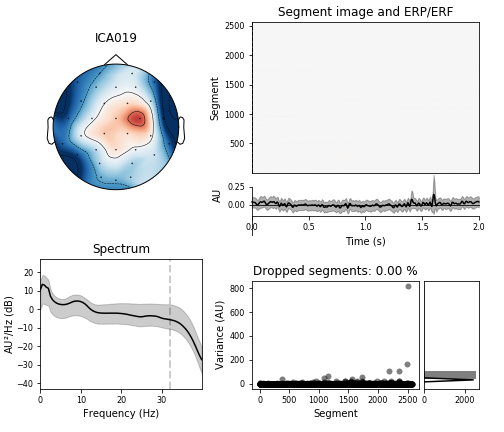 ICA019
Segment image and ERP/ERF
2500
2000
1500
1000
500
Segment
0.25
0.00
AU
0.0 0.5 1.0 1.5 2.0
Time (s)
Spectrum
20
10
0
−10
−20
−30
−40
AU²/Hz (dB)
0 10 20 30
Frequency (Hz)
Dropped segments: 0.00 %
800
600
400
200
0
Variance (AU)
0 500 1000 1500 2000 2500
Segment
0 2000